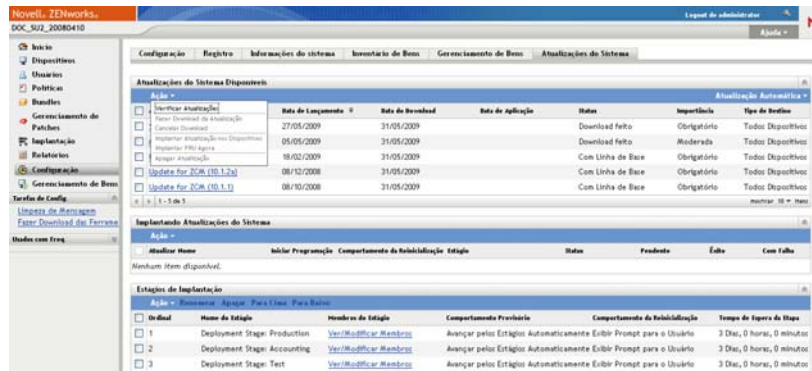 Novell. ZENworks.
Logout de administrator
DOC_SU2_20080410
Ajuda
Início
Dispositivos
Usuários
Políticas
Bundles
Gerenciamento de Patches
Implantação
Relatórios
Configuração
Gerenciamento de Bens
Tarefas de Config.
Limpeza de Mensagem
Fazer Download das Ferrame
Usados com Freq.
Configuração Registro Informações do sistema Inventário de Bens Gerenciamento de Bens Atualizações do Sistema
Atualizações do Sistema Disponíveis
Ação Atualização Automática
Data de Lançamento Data do Download Data de Aplicação Status Importância Tipo de Destino
Verificar Atualizações
Fazer Download da Atualização
Cancelar Download
Implantar Atualização nos Dispositivos
Implantar PRU Agora
Apagar Atualização
27/05/2009 31/05/2009 Download feito Obrigatório Todos Dispositivos
05/05/2009 31/05/2009 Download feito Moderada Todos Dispositivos
18/02/2009 31/05/2009 Com Linha de Base Obrigatório Todos Dispositivos
Update for ZCM (10.1.2a) 08/12/2008 31/05/2009 Com Linha de Base Obrigatório Todos Dispositivos
Update for ZCM (10.1.1) 08/10/2008 31/05/2009 Com Linha de Base Obrigatório Todos Dispositivos
1 - 5 de 5 mostrar 10 itens
Implantando Atualizações do Sistema
Ação
Atualizar Nome Iniciar Programação Comportamento da Reinicialização Estágio Status Pendente Êxito Com Falha
Nenhum item disponível.
Estágios de Implantação
Ação Renomear Apagar Para Cima Para Baixo
Ordinal Nome do Estágio Membros do Estágio Comportamento Provisório Comportamento da Reinicialização Tempo de Espera da Etapa
1 Deployment Stage: Production Ver/Modificar Membros Avançar pelos Estágios Automaticamente Exibir Prompt para o Usuário 3 Dias, 0 horas, 0 minutos
2 Deployment Stage: Accounting Ver/Modificar Membros Avançar pelos Estágios Automaticamente Exibir Prompt para o Usuário 3 Dias, 0 horas, 0 minutos
3 Deployment Stage: Test Ver/Modificar Membros Avançar pelos Estágios Automaticamente Exibir Prompt para o Usuário 3 Dias, 0 horas, 0 minutos